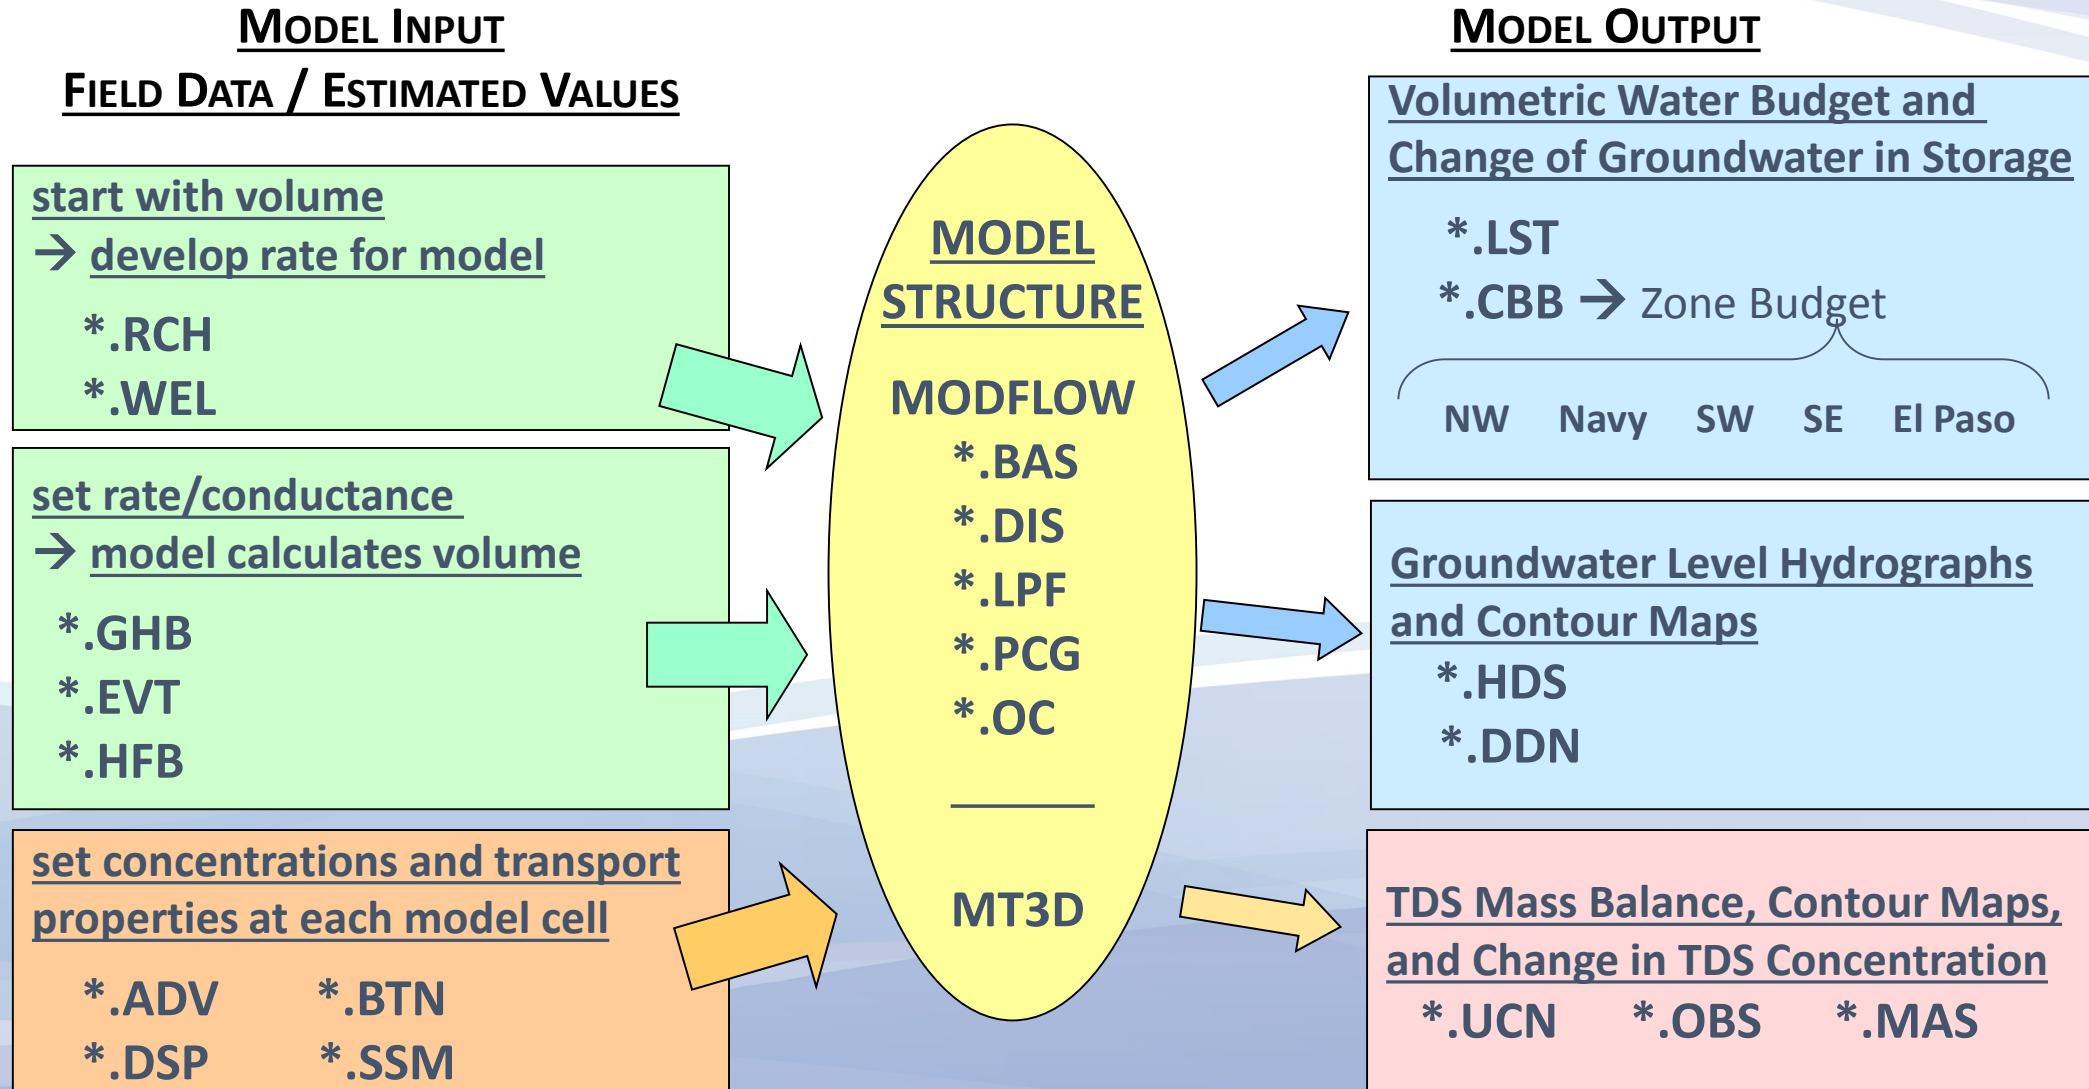 MODEL INPUT
FIELD DATA / ESTIMATED VALUES
start with volume
→ develop rate for model
*.RCH
*.WEL
set rate/conductance
→ model calculates volume
*.GHB
*.EVT
*.HFB
set concentrations and transport
properties at each model cell
*.ADV *.BTN
*.DSP *.SSM
MODEL
STRUCTURE
MODFLOW
*.BAS
*.DIS
*.LPF
*.PCG
*.OC
MT3D
MODEL OUTPUT
Volumetric Water Budget and
Change of Groundwater in Storage
*.LST
*.CBB → Zone Budget
NW Navy SW SE El Paso
Groundwater Level Hydrographs
and Contour Maps
*.HDS
*.DDN
TDS Mass Balance, Contour Maps,
and Change in TDS Concentration
*.UCN *.OBS *.MAS